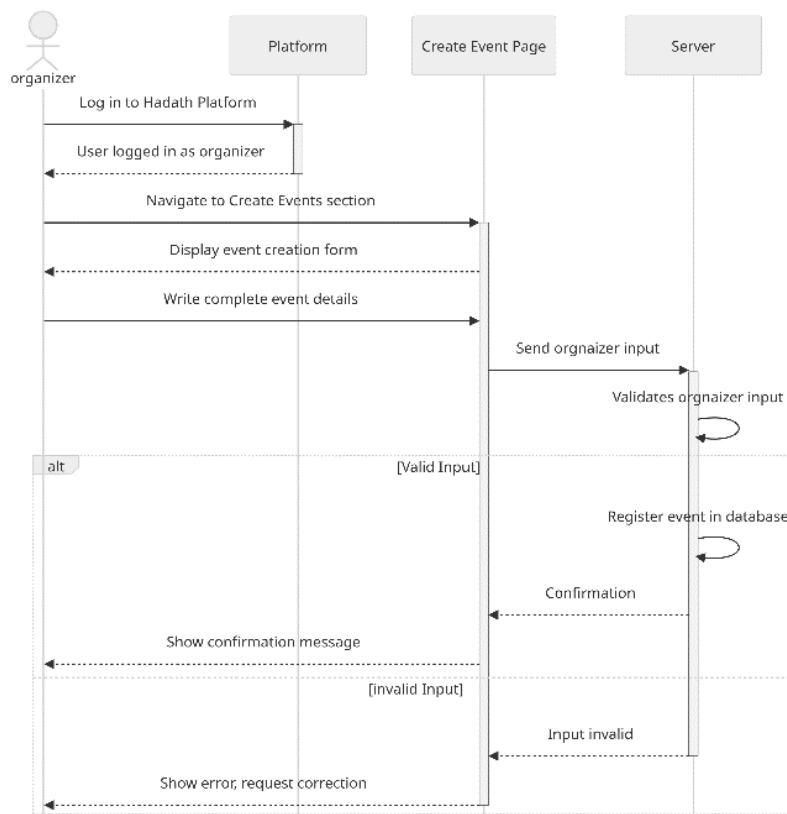 organizer
Platform
Create Event Page
Server
Log in to Hadath Platform
User logged in as organizer
Navigate to Create Events section
Display event creation form
Write complete event details
Send orgnaizer input
Validates orgnaizer input
alt
[Valid Input]
Register event in database
Confirmation
Show confirmation message
[invalid Input]
Input invalid
Show error, request correction